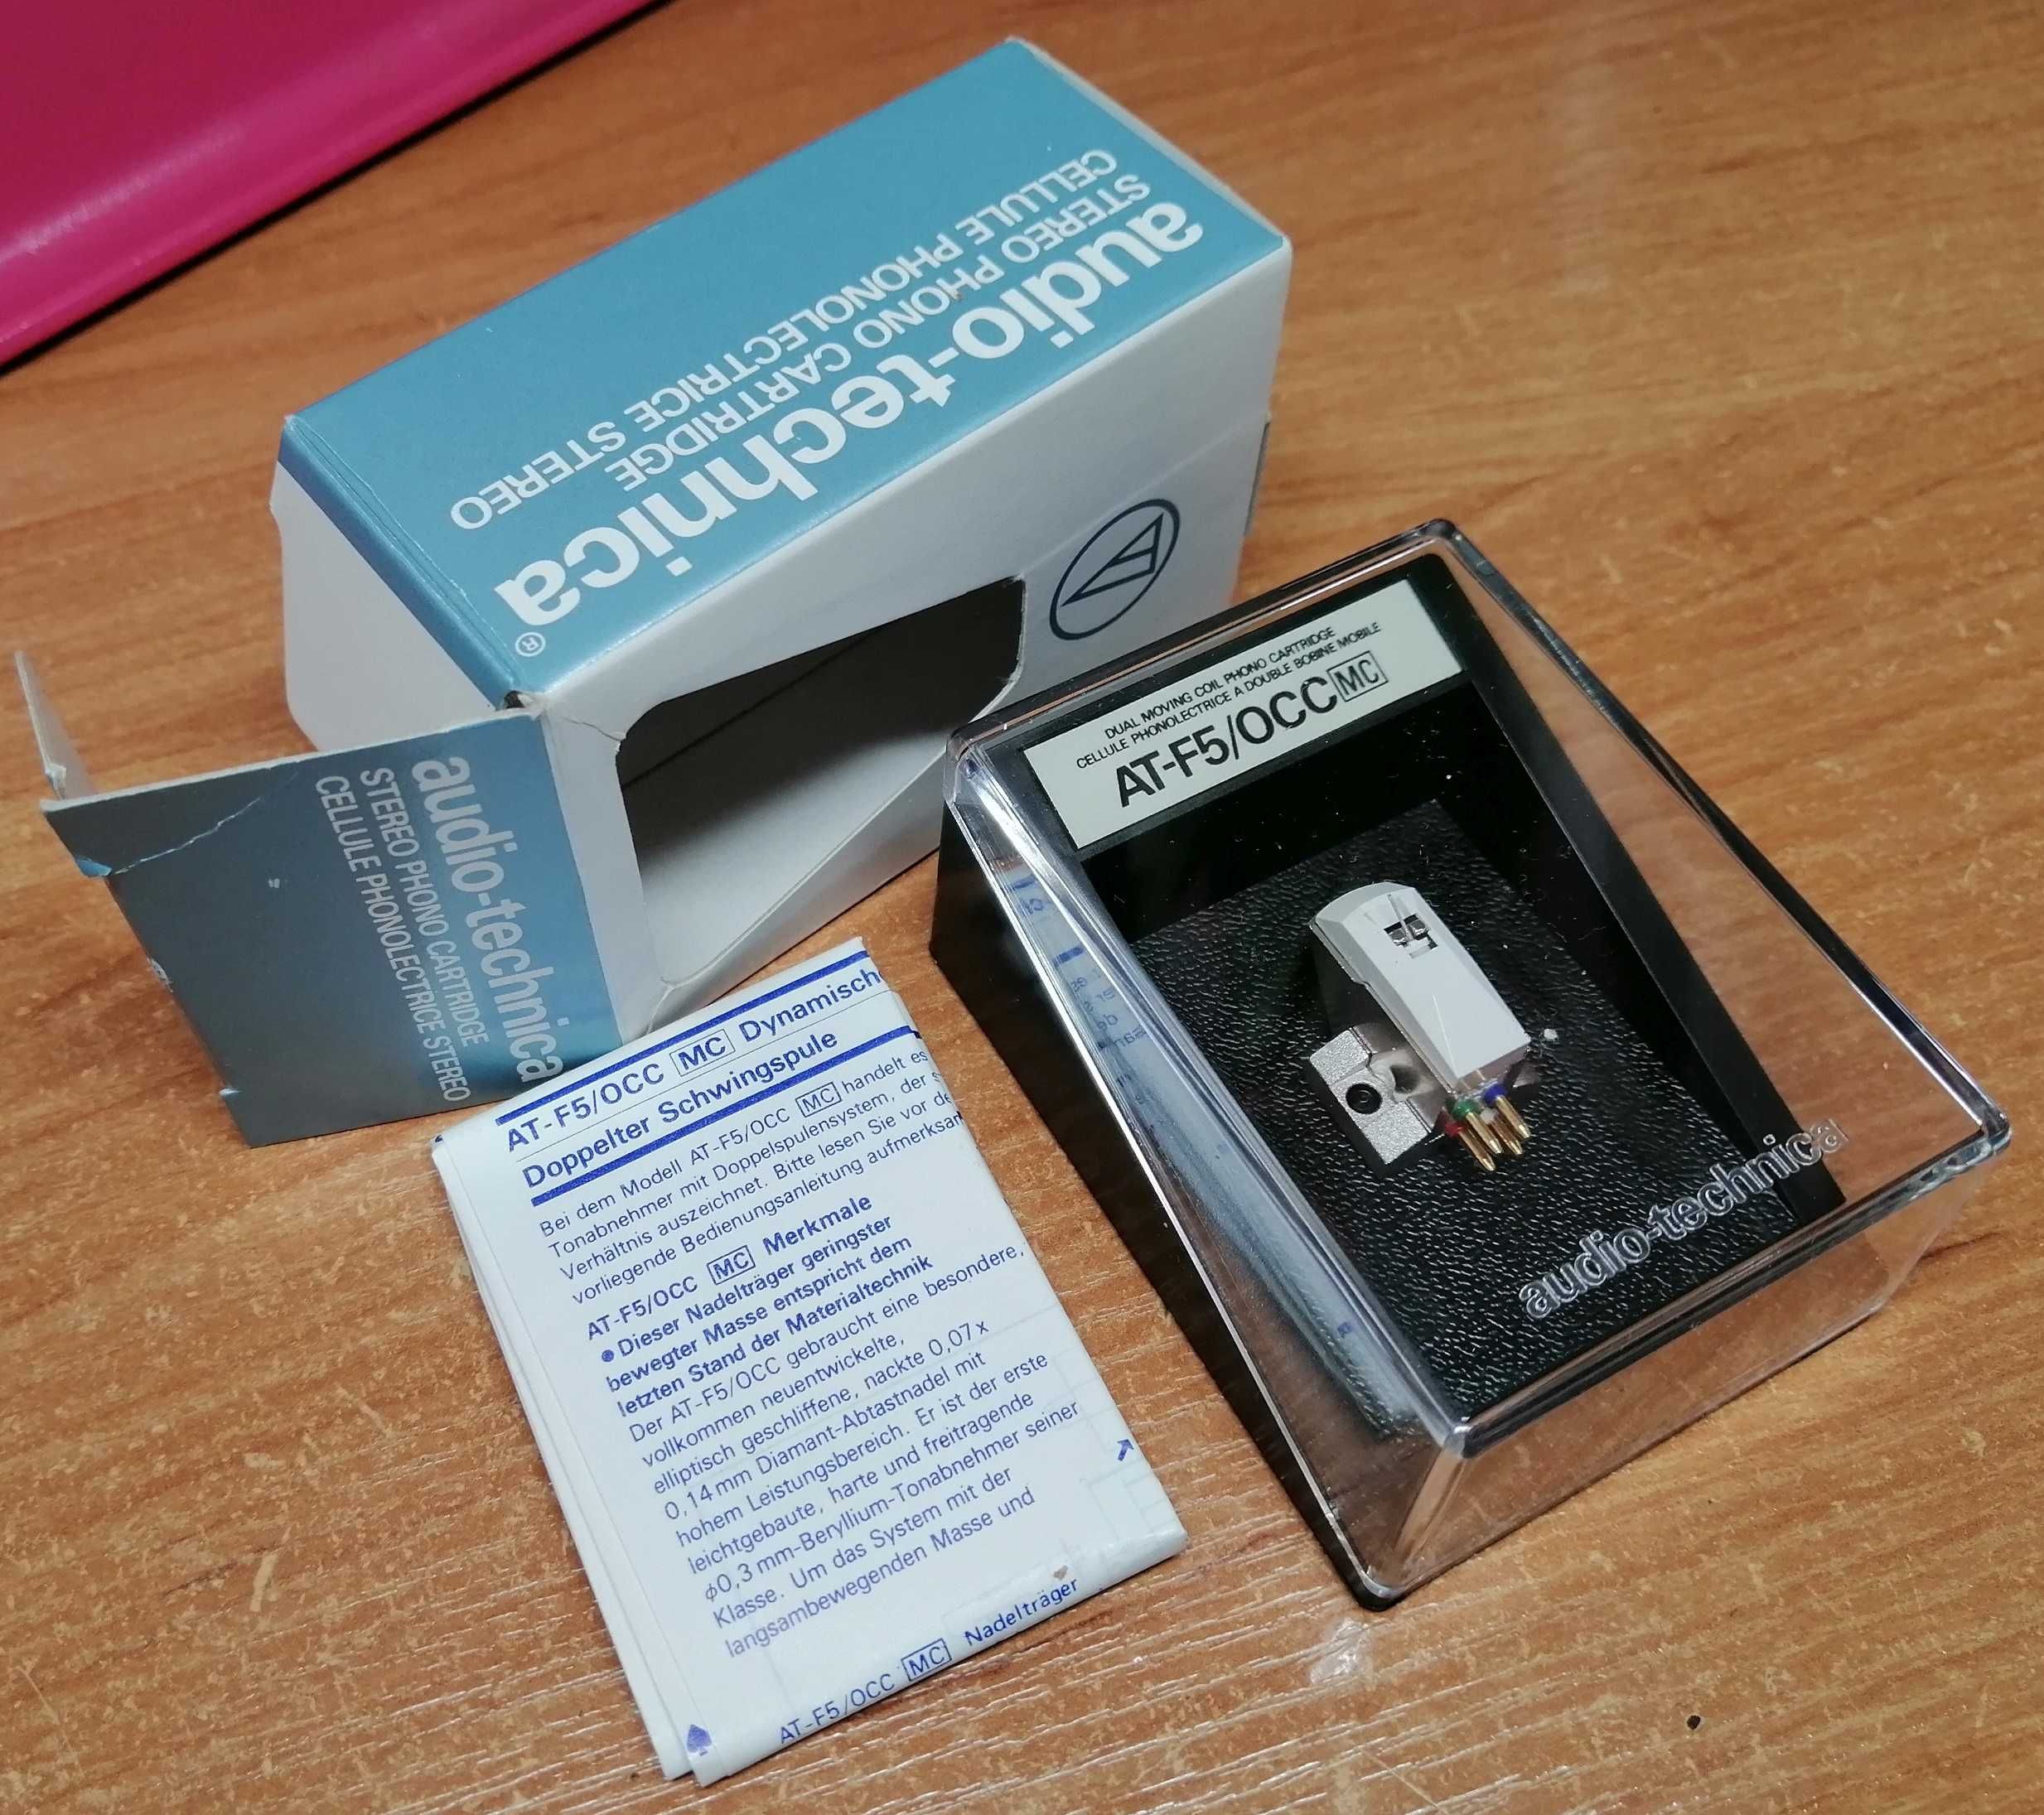 audio-technica®
STEREO PHONO CARTRIDGE
CELLULE PHONOLECTRICE STEREO
audio-technica
STEREO PHONO CARTRIDGE
CELLULE PHONOLECTRICE STEREO
DUAL MOVING COIL PHONO CARTRIDGE
CELLULE PHONOLECTRICE A DOUBLE BOBINE MOBILE
AT-F5/OCC MC
audio-technica
AT-F5/OCC MC Dynamisch
Doppelter Schwingspule
Bei dem Modell AT-F5/OCC MC handelt es
Tonabnehmer mit Doppelspulensystem, der
Verhältnis auszeichnet. Bitte lesen Sie vor
vorliegende Bedienungsanleitung aufmerksam
AT-F5/OCC MC Merkmale
● Dieser Nadelträger geringster
bewegter Masse entspricht dem
letzten Stand der Materialtechnik
Der AT-F5/OCC gebraucht eine besondere,
vollkommen neuentwickelte,
elliptisch geschliffene, nackte 0,07 x
0,14 mm Diamant-Abtastnadel mit
hohem Leistungsbereich. Er ist der erste
leichtgebaute, harte und freitragende
φ0,3 mm-Beryllium-Tonabnehmer seiner
Klasse. Um das System mit der
langsambewegenden Masse und
AT-F5/OCC MC Nadelträger